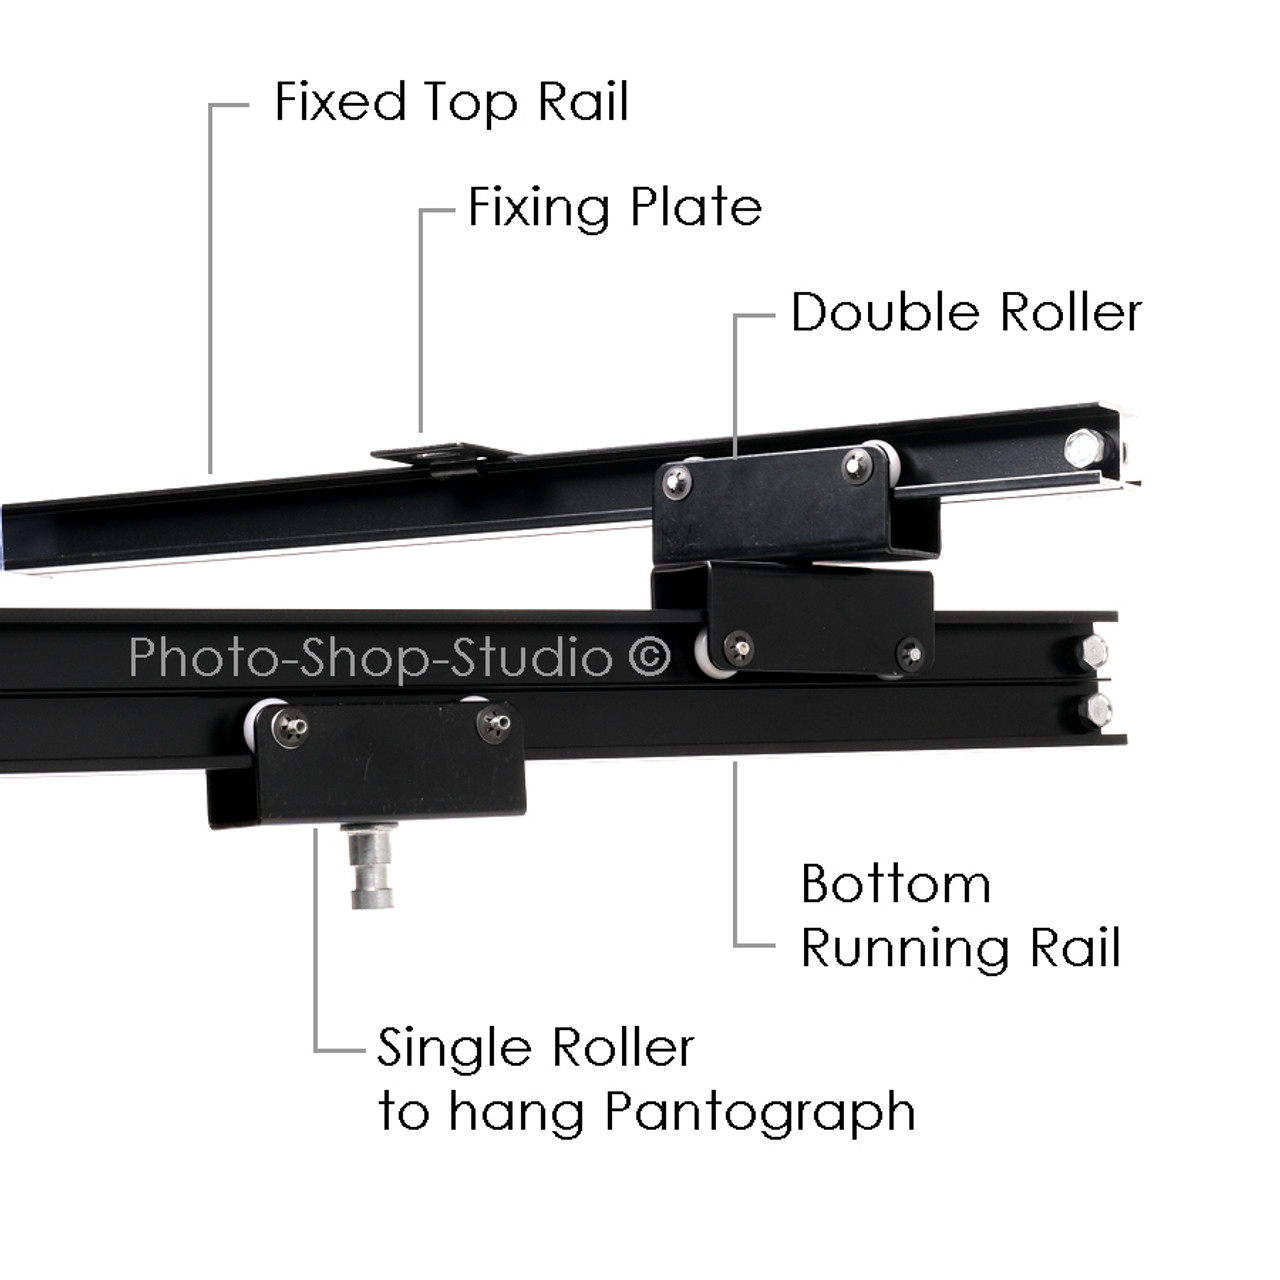 Fixed Top Rail
Fixing Plate
Double Roller
Photo-Shop-Studio ©
Bottom
Running Rail
Single Roller
to hang Pantograph